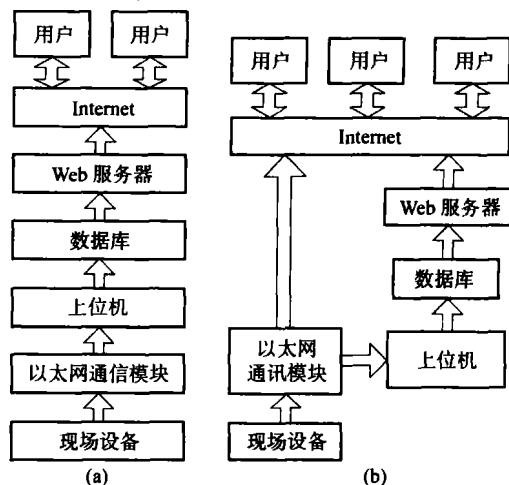 用户
用户
Internet
Web 服务器
数据库
上位机
以太网通信模块
现场设备
(a)
用户
用户
用户
Internet
Web 服务器
数据库
以太网
通讯模块
上位机
现场设备
(b)